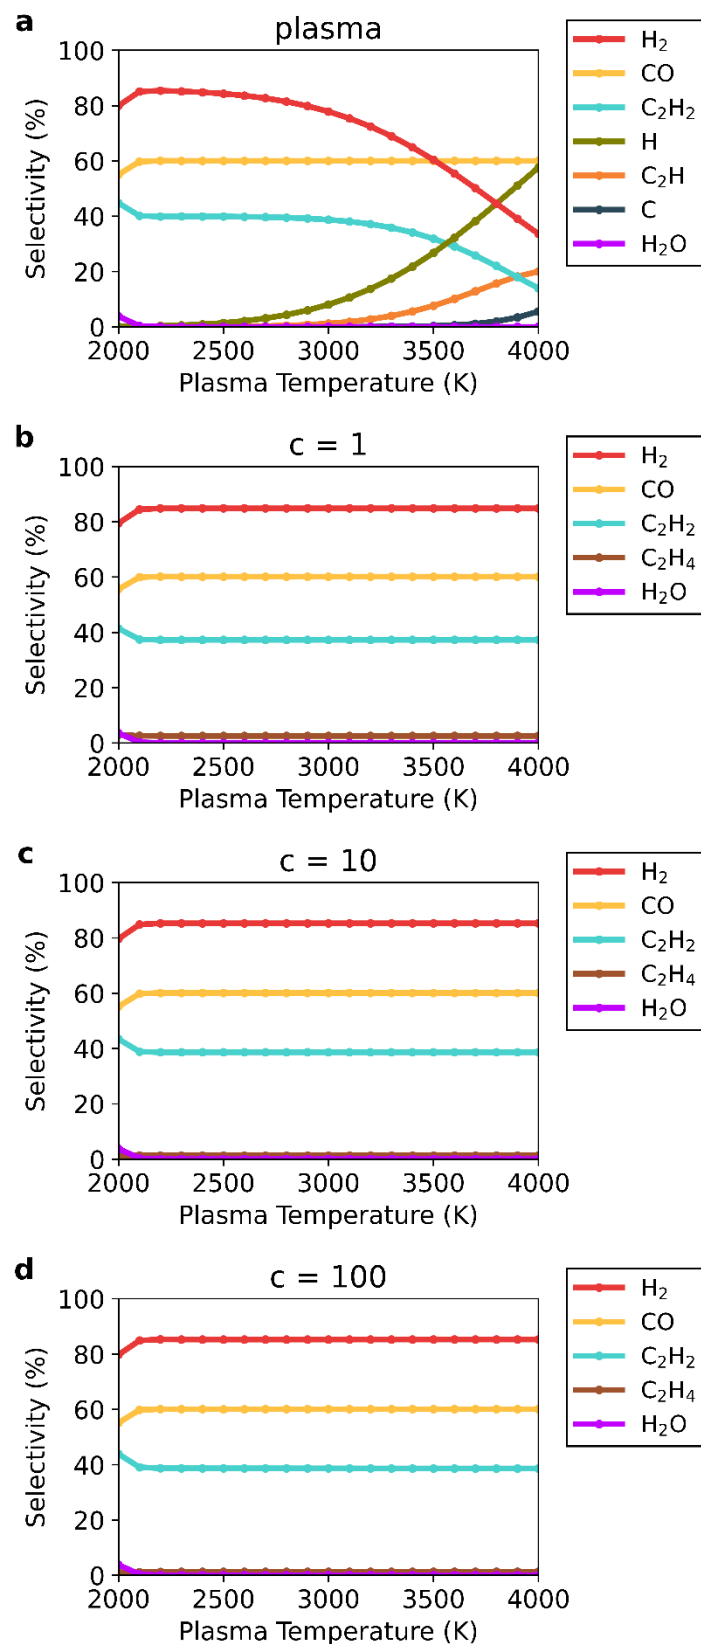 a
plasma
100
80
60
40
20
0
2000 2500 3000 3500 4000
Selectivity (%)
Plasma Temperature (K)
H₂
CO
C₂H₂
H
C₂H
C
H₂O
b
c = 1
100
80
60
40
20
0
2000 2500 3000 3500 4000
Selectivity (%)
Plasma Temperature (K)
H₂
CO
C₂H₂
C₂H₄
H₂O
c
c = 10
100
80
60
40
20
0
2000 2500 3000 3500 4000
Selectivity (%)
Plasma Temperature (K)
H₂
CO
C₂H₂
C₂H₄
H₂O
d
c = 100
100
80
60
40
20
0
2000 2500 3000 3500 4000
Selectivity (%)
Plasma Temperature (K)
H₂
CO
C₂H₂
C₂H₄
H₂O